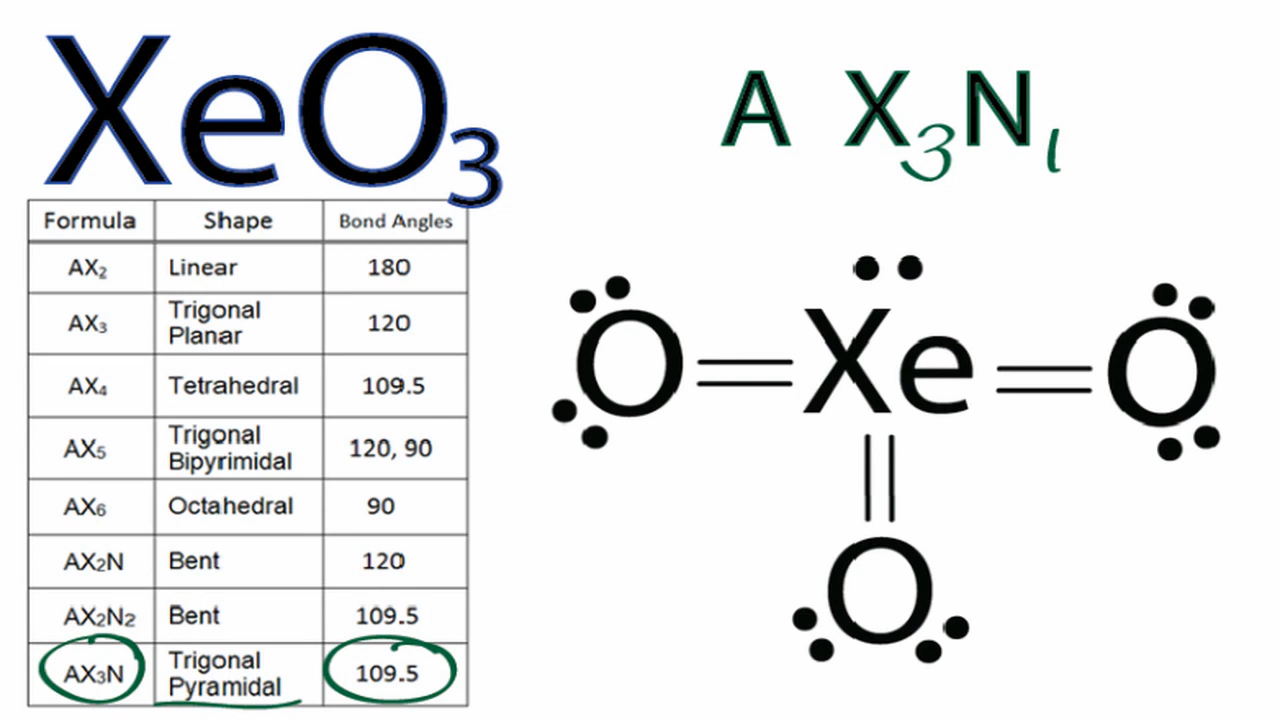 XeO3
A X3N1
Formula Shape Bond Angles
AX2 Linear 180
AX3 Trigonal Planar 120
AX4 Tetrahedral 109.5
AX5 Trigonal Bipyrimidal 120, 90
AX6 Octahedral 90
AX2N Bent 120
AX2N2 Bent 109.5
AX3N Trigonal Pyramidal 109.5
O Xe O
O